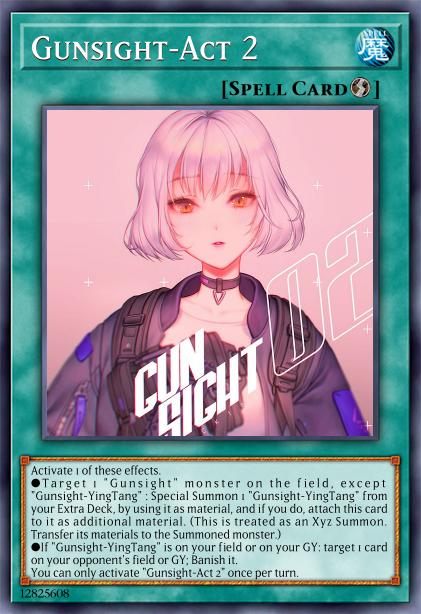 Gunsight-Act 2
SPELL
魔
[Spell Card]
02
GUN
SIGHT
Activate 1 of these effects.
●Target 1 "Gunsight" monster on the field, except
"Gunsight-YingTang" : Special Summon 1 "Gunsight-YingTang" from
your Extra Deck, by using it as material, and if you do, attach this card
to it as additional material. (This is treated as an Xyz Summon.
Transfer its materials to the Summoned monster.)
●If "Gunsight-YingTang" is on your field or on your GY: target 1 card
on your opponent's field or GY; Banish it.
You can only activate "Gunsight-Act 2" once per turn.
12825608